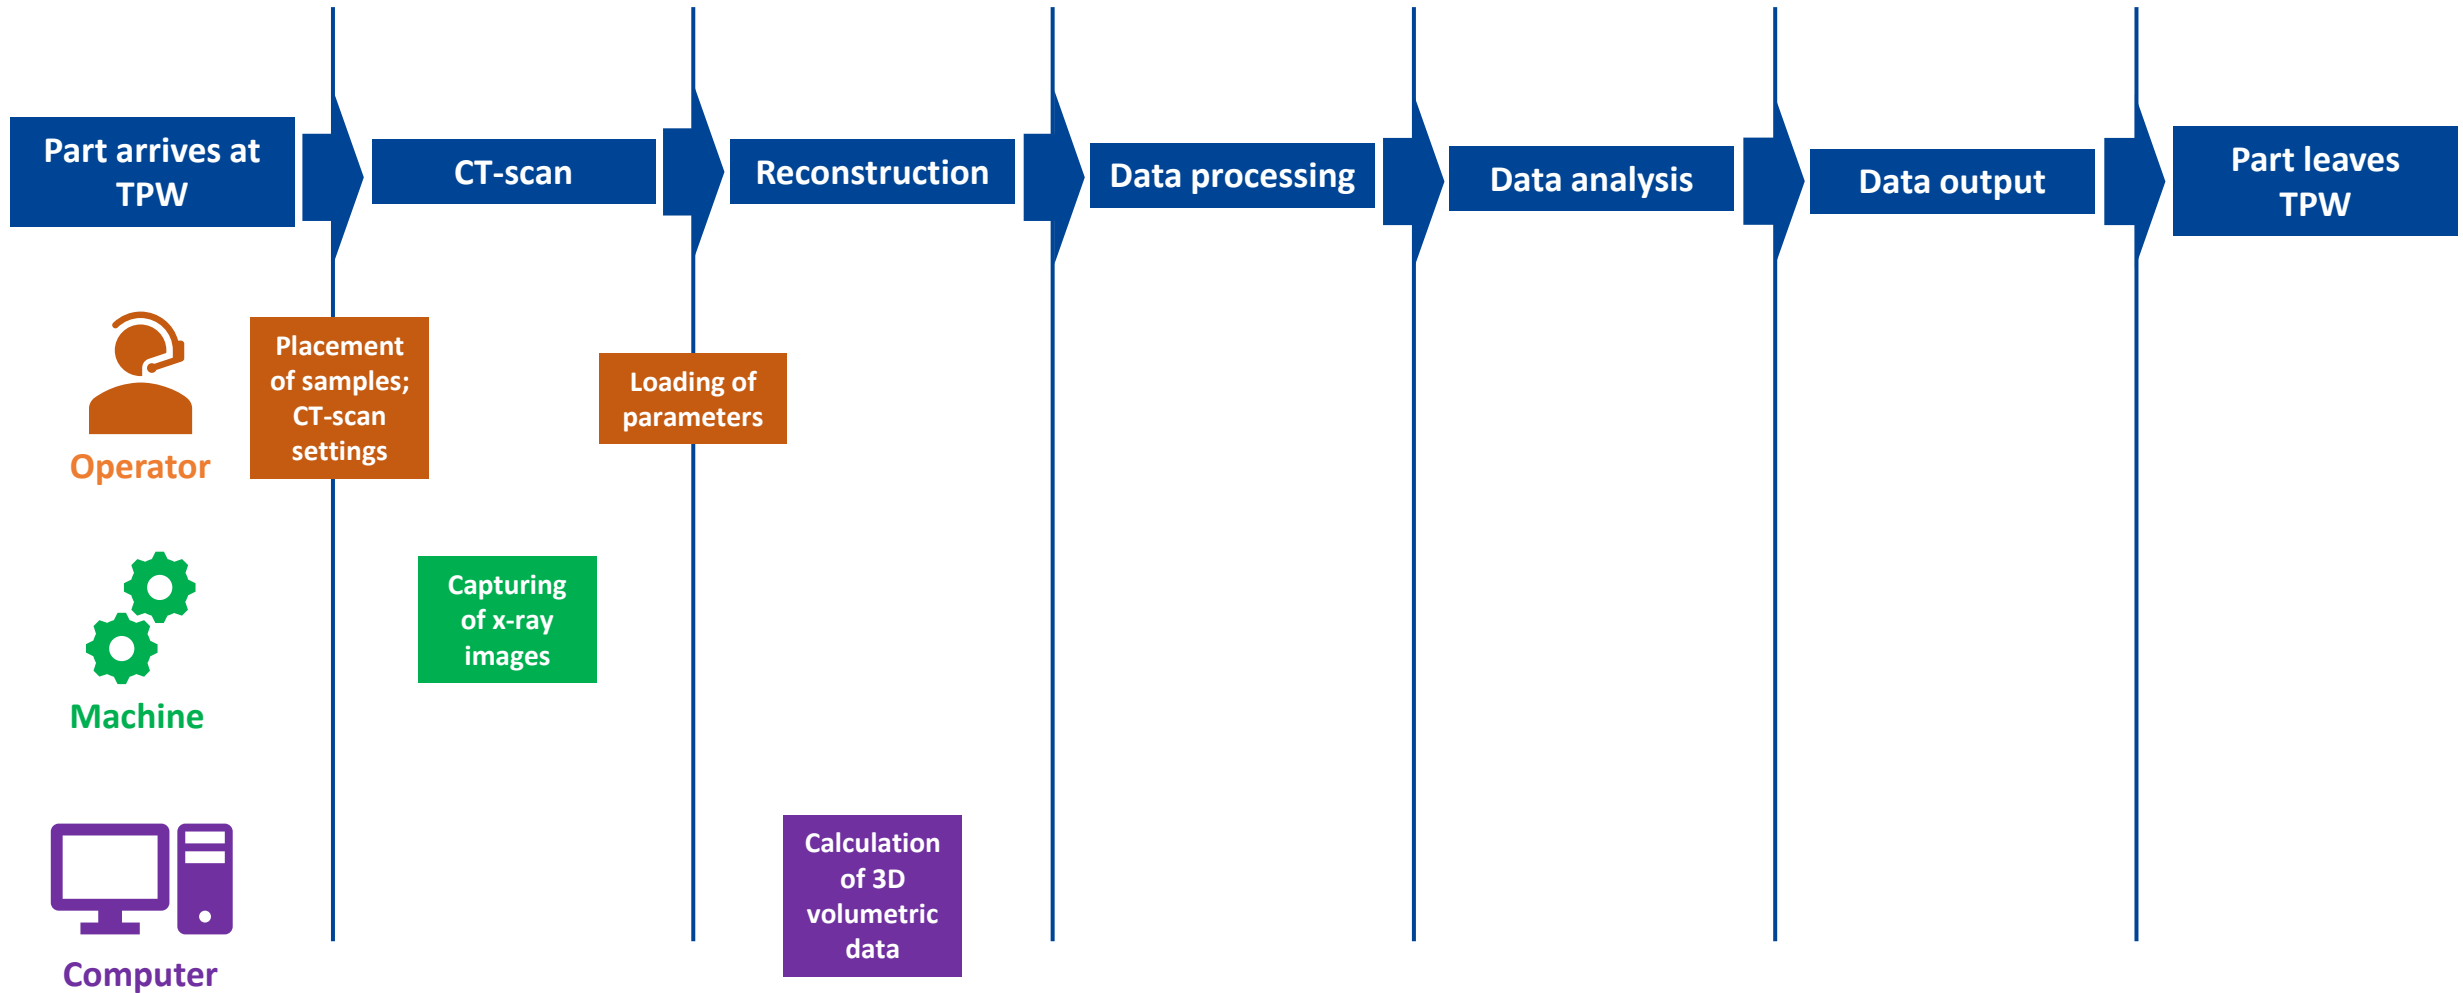 Part arrives at
TPW
CT-scan
Reconstruction
Data processing
Data analysis
Data output
Part leaves
TPW
Operator
Placement
of samples;
CT-scan
settings
Loading of
parameters
Machine
Capturing
of x-ray
images
Computer
Calculation
of 3D
volumetric
data